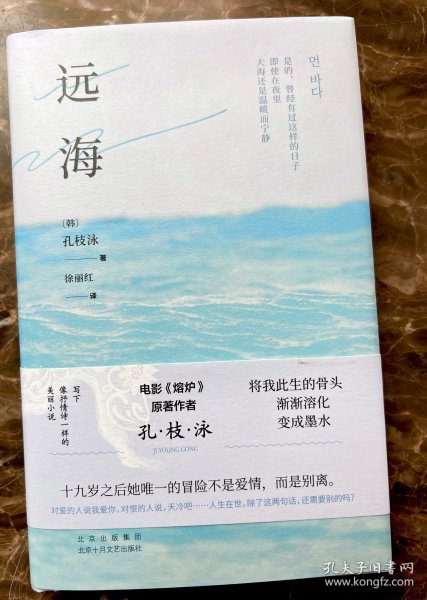 远海
먼 바다
是的，曾经有过这样的日子
即使在夜里
大海还是温暖而宁静
［韩］
孔枝泳
著
徐丽红
译
写下
像抒情诗一样的
美丽小说
电影《熔炉》
原著作者
孔·枝·泳
JI-YOUNG GONG
将我此生的骨头
渐渐溶化
变成墨水
十九岁之后她唯一的冒险不是爱情，而是别离。
对爱的人说我爱你，对恨的人说，天冷吧……人生在世，除了这两句话，还需要别的吗？
北京出版集团
北京十月文艺出版社
孔夫子旧书网
www.kongfz.com